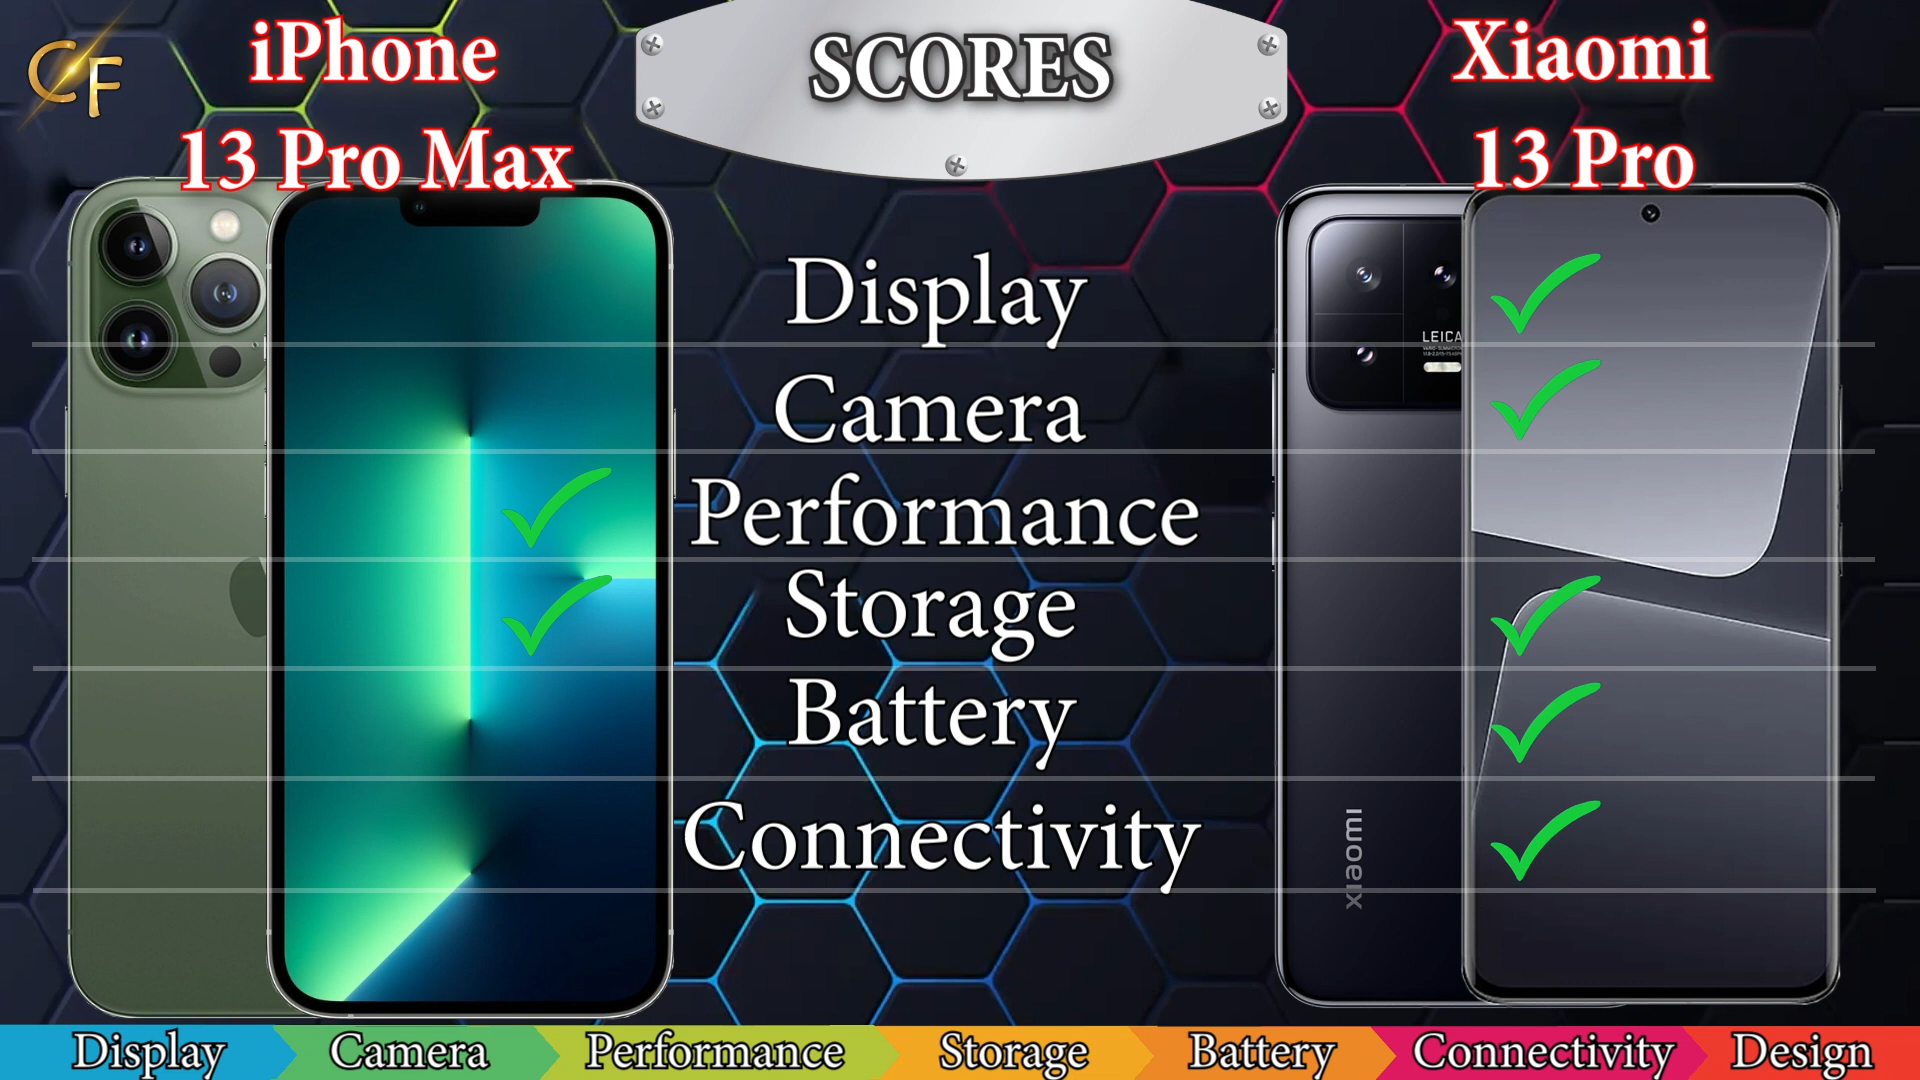 CF
iPhone
13 Pro Max
SCORES
Xiaomi
13 Pro
LEICA
Display
Camera
Performance
Storage
Battery
Connectivity
xiaomi
Display
Camera
Performance
Storage
Battery
Connectivity
Design